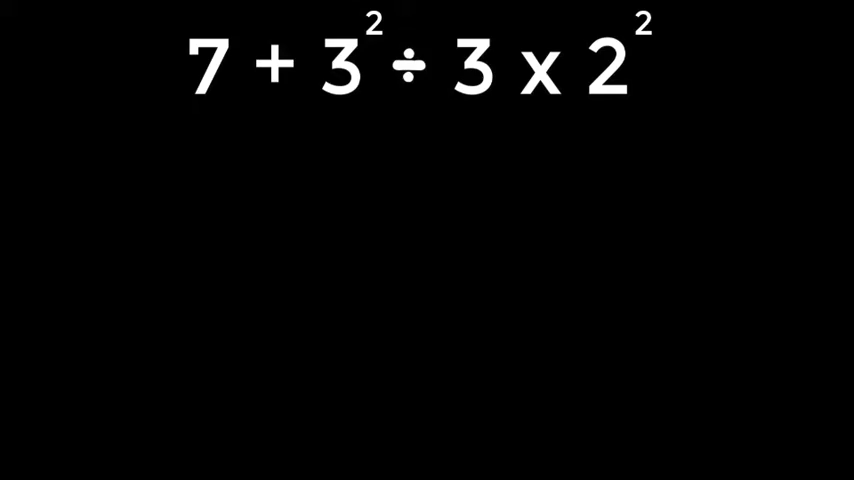 7 + 3² ÷ 3 x 2²